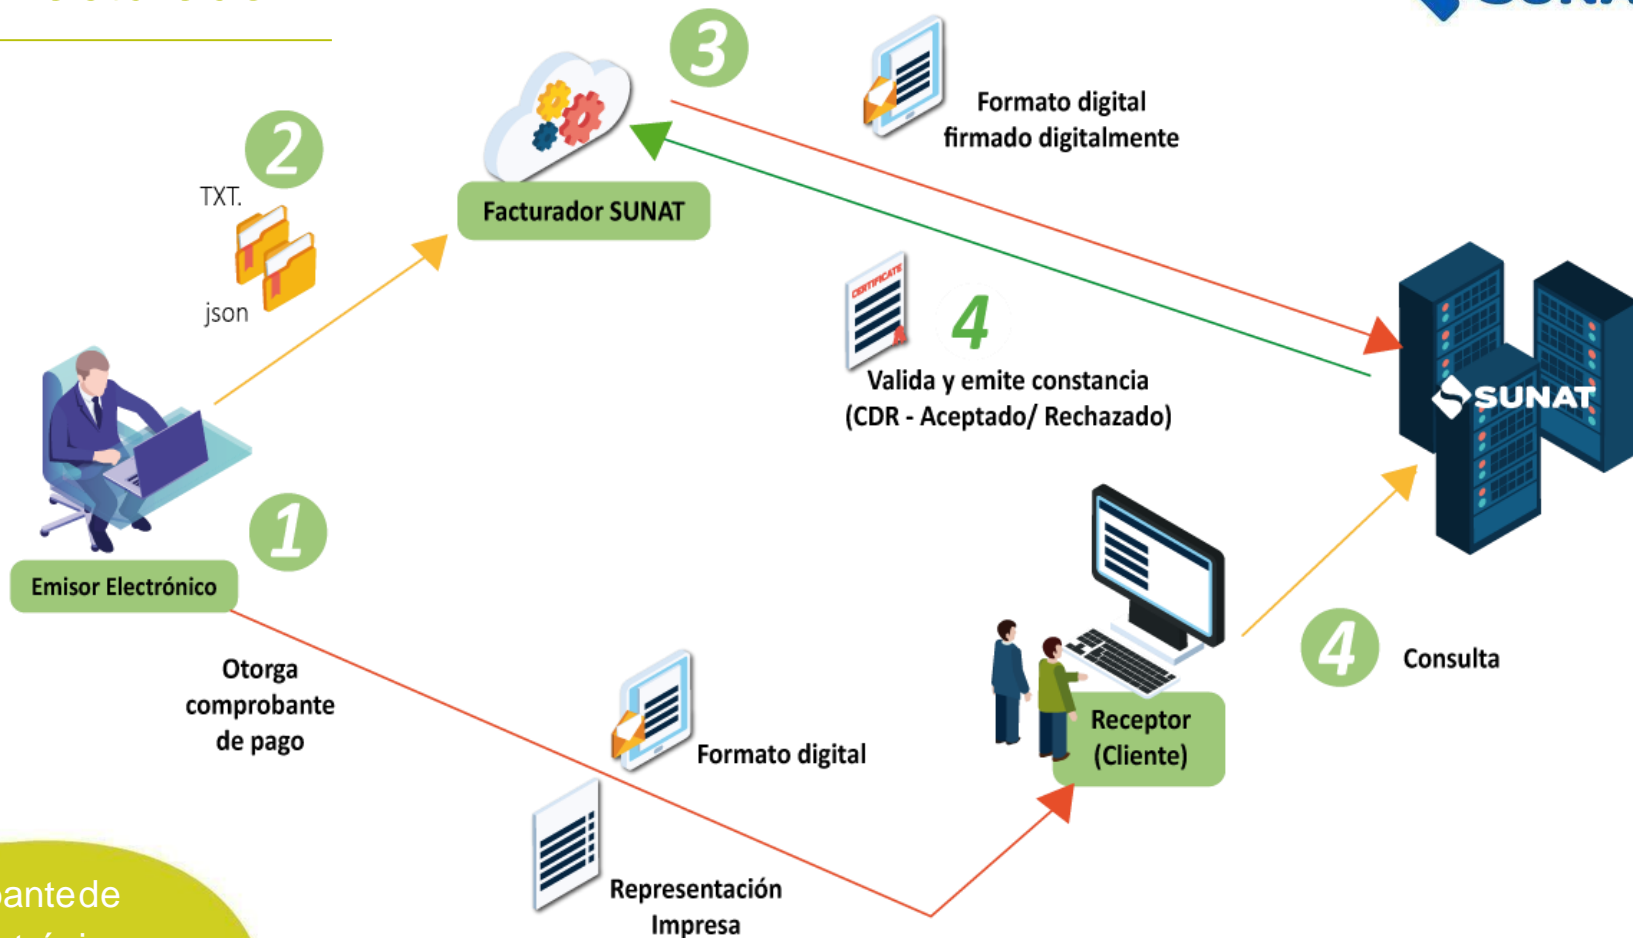 3
Formato digital
firmado digitalmente
2
TXT.
json
Facturador SUNAT
CERTIFICATE
4
Valida y emite constancia
(CDR - Aceptado/ Rechazado)
SUNAT
1
Emisor Electrónico
Otorga
comprobante
de pago
Formato digital
Representación
Impresa
Receptor
(Cliente)
4
Consulta